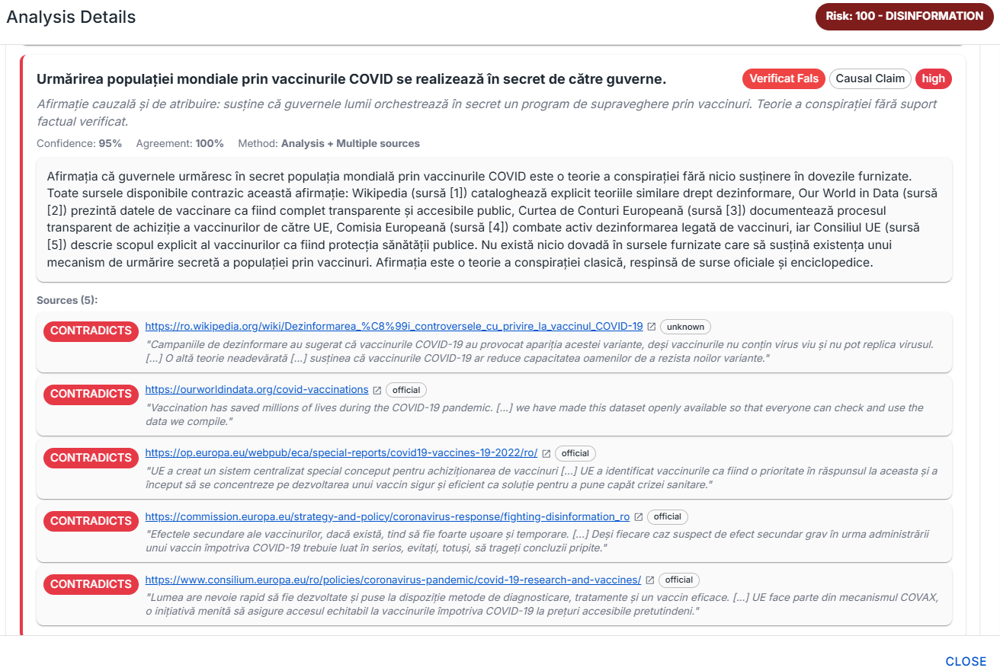 Analysis Details
Risk: 100 - DISINFORMATION
Urmărirea populației mondiale prin vaccinurile COVID se realizează în secret de către guverne.
Verificat Fals
Causal Claim
high
Afirmație cauzală și de atribuire: susține că guvernele lumii orchestrează în secret un program de supraveghere prin vaccinuri. Teorie a conspirației fără suport
factual verificat.
Confidence: 95% Agreement: 100% Method: Analysis + Multiple sources
Afirmația că guvernele urmăresc în secret populația mondială prin vaccinurile COVID este o teorie a conspirației fără nicio susținere în dovezile furnizate.
Toate sursele disponibile contrazic această afirmație: Wikipedia (sursă [1]) cataloghează explicit teoriile similare drept dezinformare, Our World in Data (sursă
[2]) prezintă datele de vaccinare ca fiind complet transparente și accesibile public, Curtea de Conturi Europeană (sursă [3]) documentează procesul
transparent de achiziție a vaccinurilor de către UE, Comisia Europeană (sursă [4]) combate activ dezinformarea legată de vaccinuri, iar Consiliul UE (sursă
[5]) descrie scopul explicit al vaccinurilor ca fiind protecția sănătății publice. Nu există nicio dovadă în sursele furnizate care să susțină existența unui
mecanism de urmărire secretă a populației prin vaccinuri. Afirmația este o teorie a conspirației clasică, respinsă de surse oficiale și enciclopedice.
Sources (5):
CONTRADICTS
https://ro.wikipedia.org/wiki/Dezinformarea_%C8%99i_controversele_cu_privire_la_vaccinul_COVID-19
unknown
"Campaniile de dezinformare au sugerat că vaccinurile COVID-19 au provocat apariția acestei variante, deși vaccinurile nu conțin virus viu și nu pot replica virusul.
[...] O altă teorie neadevărată [...] susținea că vaccinurile COVID-19 ar reduce capacitatea oamenilor de a rezista noilor variante."
CONTRADICTS
https://ourworldindata.org/covid-vaccinations
official
"Vaccination has saved millions of lives during the COVID-19 pandemic. [...] we have made this dataset openly available so that everyone can check and use the
data we compile."
CONTRADICTS
https://op.europa.eu/webpub/eca/special-reports/covid19-vaccines-19-2022/ro/
official
"UE a creat un sistem centralizat special conceput pentru achiziționarea de vaccinuri [...] UE a identificat vaccinurile ca fiind o prioritate în răspunsul la aceasta și a
început să se concentreze pe dezvoltarea unui vaccin sigur și eficient ca soluție pentru a pune capăt crizei sanitare."
CONTRADICTS
https://commission.europa.eu/strategy-and-policy/coronavirus-response/fighting-disinformation_ro
official
"Efectele secundare ale vaccinurilor, dacă există, tind să fie foarte ușoare și temporare. [...] Deși fiecare caz suspect de efect secundar grav în urma administrării
unui vaccin împotriva COVID-19 trebuie luat în serios, evitați, totuși, să trageți concluzii pripite."
CONTRADICTS
https://www.consilium.europa.eu/ro/policies/coronavirus-pandemic/covid-19-research-and-vaccines/
official
"Lumea are nevoie rapid să fie dezvoltate și puse la dispoziție metode de diagnosticare, tratamente și un vaccin eficace. [...] UE face parte din mecanismul COVAX,
o inițiativă menită să asigure accesul echitabil la vaccinurile împotriva COVID-19 la prețuri accesibile pretutindeni."
CLOSE